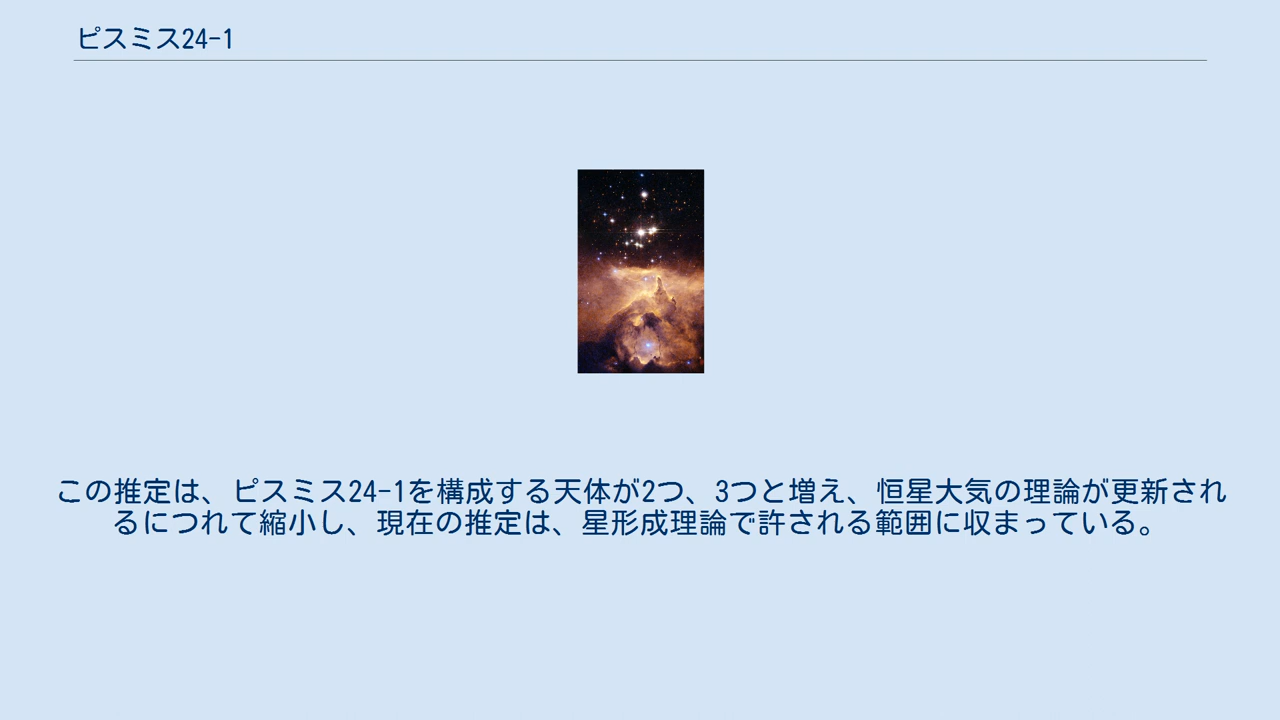 ピスミス24-1
この推定は、ピスミス24-1を構成する天体が2つ、3つと増え、恒星大気の理論が更新され
るにつれて縮小し、現在の推定は、星形成理論で許される範囲に収まっている。